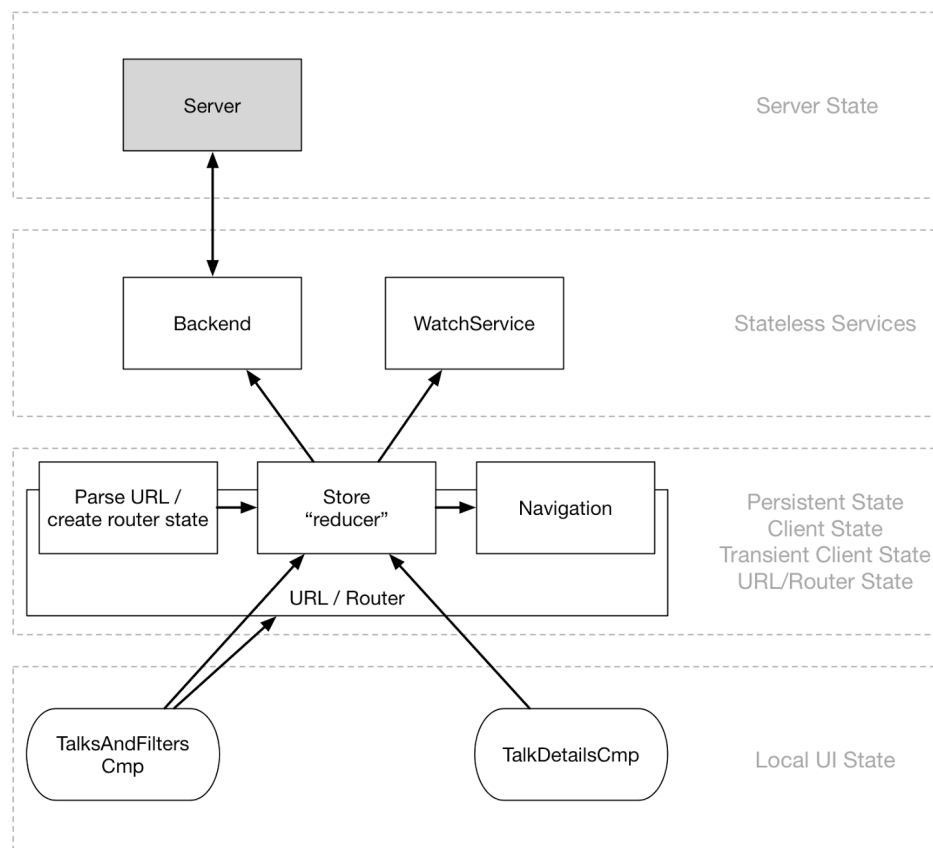 Server
Server State
Backend
WatchService
Stateless Services
Parse URL /
create router state
Store
“reducer”
Navigation
URL / Router
Persistent State
Client State
Transient Client State
URL/Router State
TalksAndFilters
Cmp
TalkDetailsCmp
Local UI State